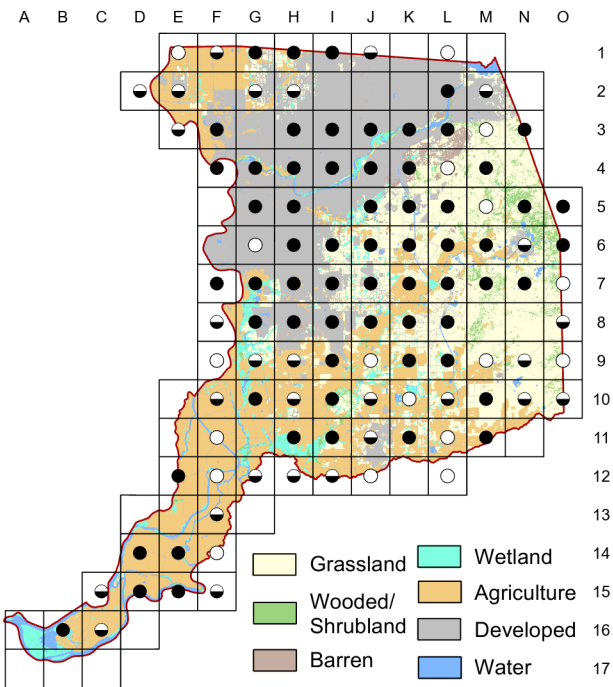 A B C D E F G H I J K L M N O
1
2
3
4
5
6
7
8
9
10
11
12
13
14
15
16
17
Grassland
Wooded/
Shrubland
Barren
Wetland
Agriculture
Developed
Water